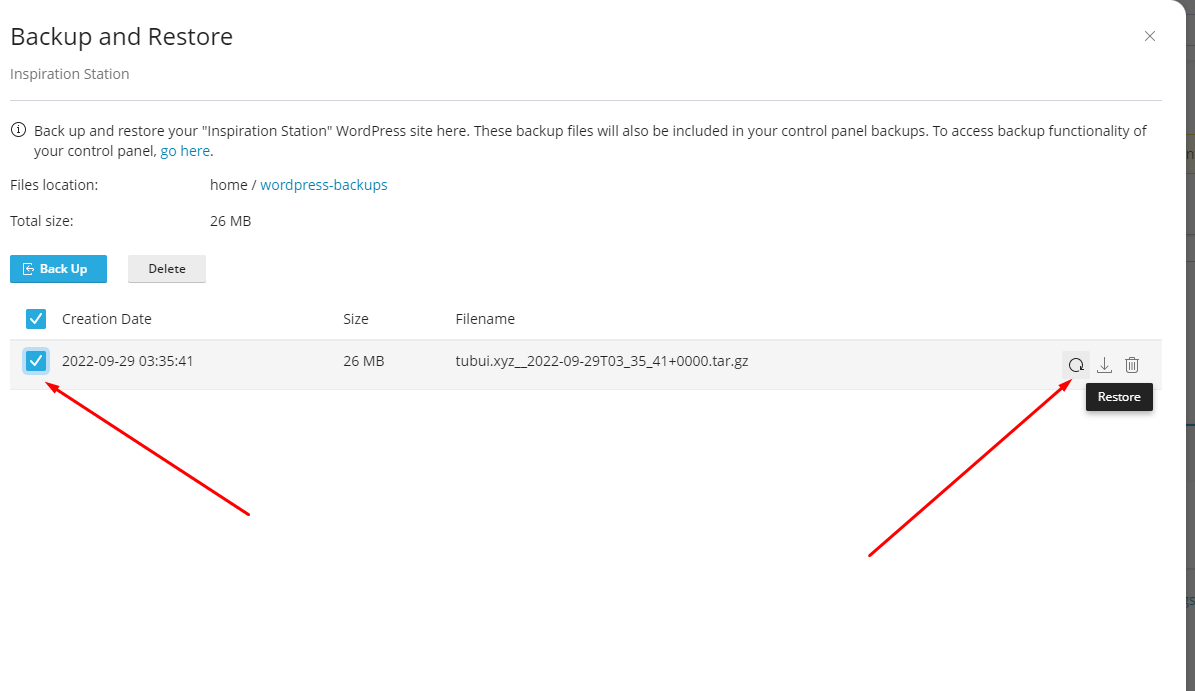 Backup and Restore
Inspiration Station
Back up and restore your "Inspiration Station" WordPress site here. These backup files will also be included in your control panel backups. To access backup functionality of
your control panel, go here.
Files location: home / wordpress-backups
Total size: 26 MB
Back Up Delete
Creation Date Size Filename
2022-09-29 03:35:41 26 MB tubui.xyz__2022-09-29T03_35_41+0000.tar.gz
Restore